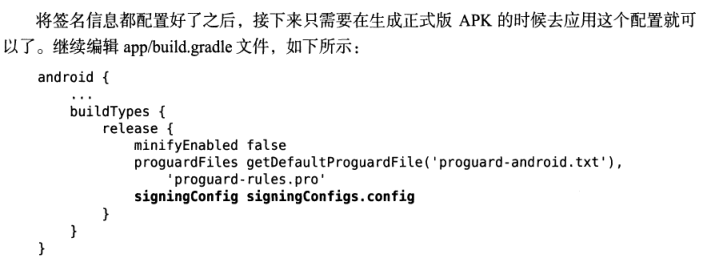 将签名信息都配置好了之后，接下来只需要在生成正式版 APK 的时候去应用这个配置就可
以了。继续编辑 app/build.gradle 文件，如下所示：
android {
    ...
    buildTypes {
        release {
            minifyEnabled false
            proguardFiles getDefaultProguardFile('proguard-android.txt'),
                'proguard-rules.pro'
            signingConfig signingConfigs.config
        }
    }
}